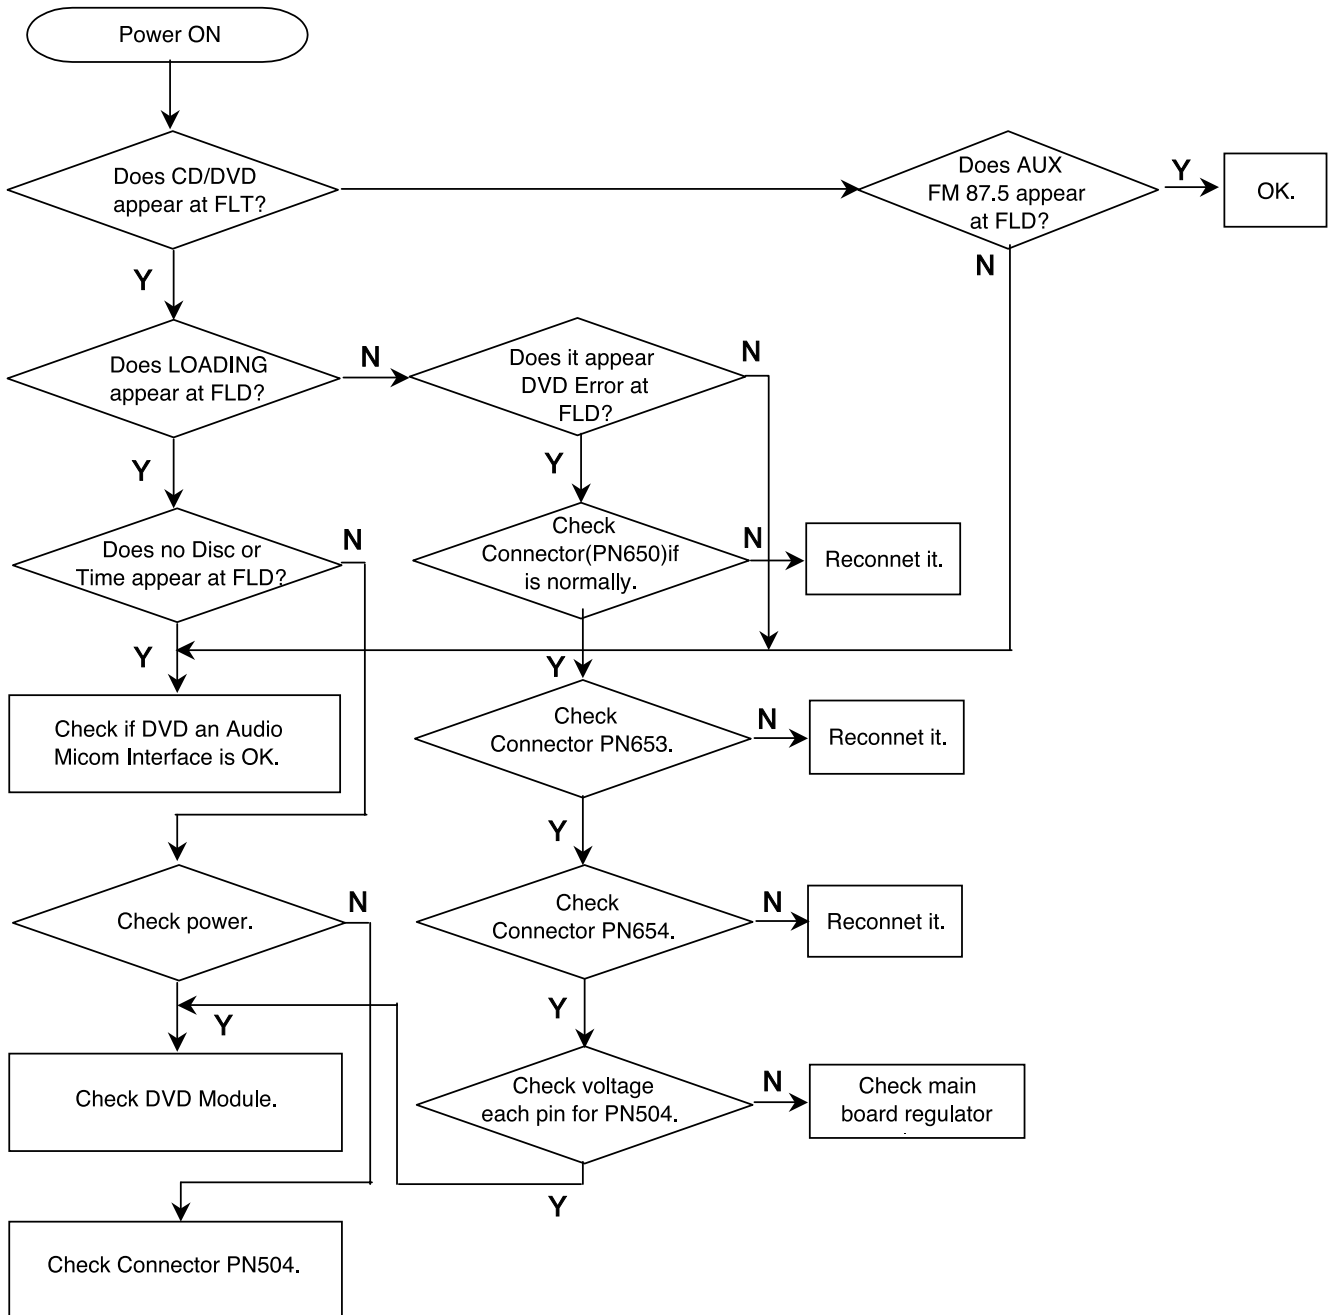 Power ON
Does CD/DVD
appear at FLT?
Does AUX
FM 87.5 appear
at FLD?
Y
OK.
N
Y
Does LOADING
appear at FLD?
N
Does it appear
DVD Error at
FLD?
N
Y
Y
Does no Disc or
Time appear at FLD?
N
Check
Connector(PN650)if
is normally.
N
Reconnet it.
Y
Y
Check if DVD an Audio
Micom Interface is OK.
Check
Connector PN653.
N
Reconnet it.
Y
Check power.
N
Check
Connector PN654.
N
Reconnet it.
Y
Y
Check DVD Module.
Check voltage
each pin for PN504.
N
Check main
board regulator
Y
Check Connector PN504.